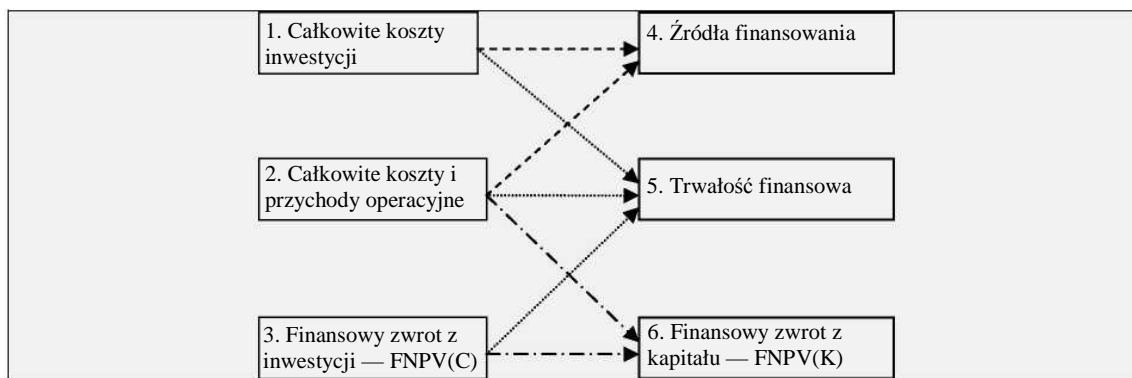 1. Całkowite koszty
inwestycji
4. Źródła finansowania
2. Całkowite koszty i
przychody operacyjne
5. Trwałość finansowa
3. Finansowy zwrot z
inwestycji — FNPV(C)
6. Finansowy zwrot z
kapitału — FNPV(K)